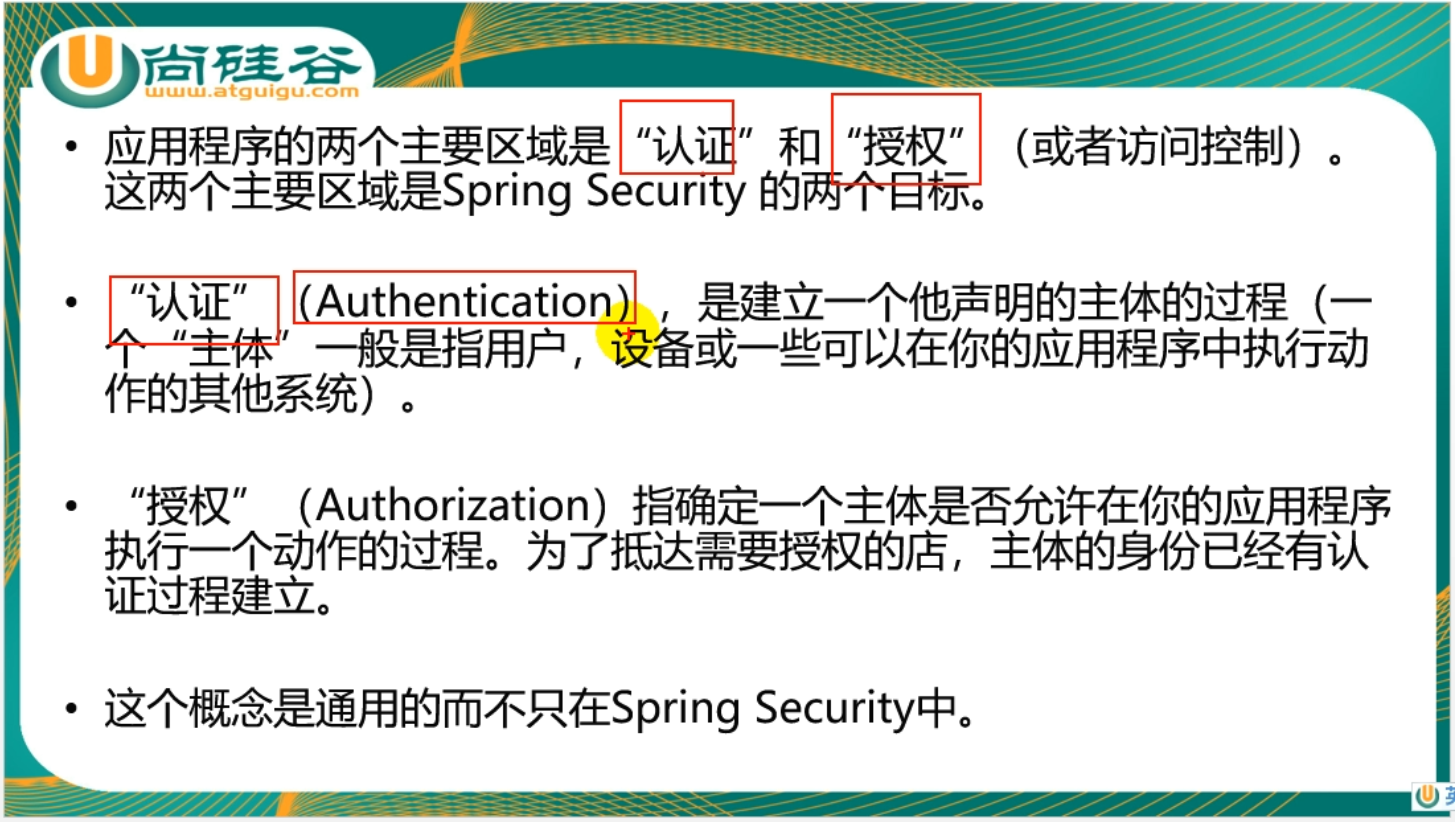 尚硅谷
www.atguigu.com
• 应用程序的两个主要区域是“认证”和“授权”（或者访问控制）。
这两个主要区域是Spring Security 的两个目标。
• “认证”（Authentication），是建立一个他声明的主体的过程（一
个“主体”一般是指用户，设备或一些可以在你的应用程序中执行动
作的其他系统）。
• “授权”（Authorization）指确定一个主体是否允许在你的应用程序
执行一个动作的过程。为了抵达需要授权的店，主体的身份已经有认
证过程建立。
• 这个概念是通用的而不只在Spring Security中。